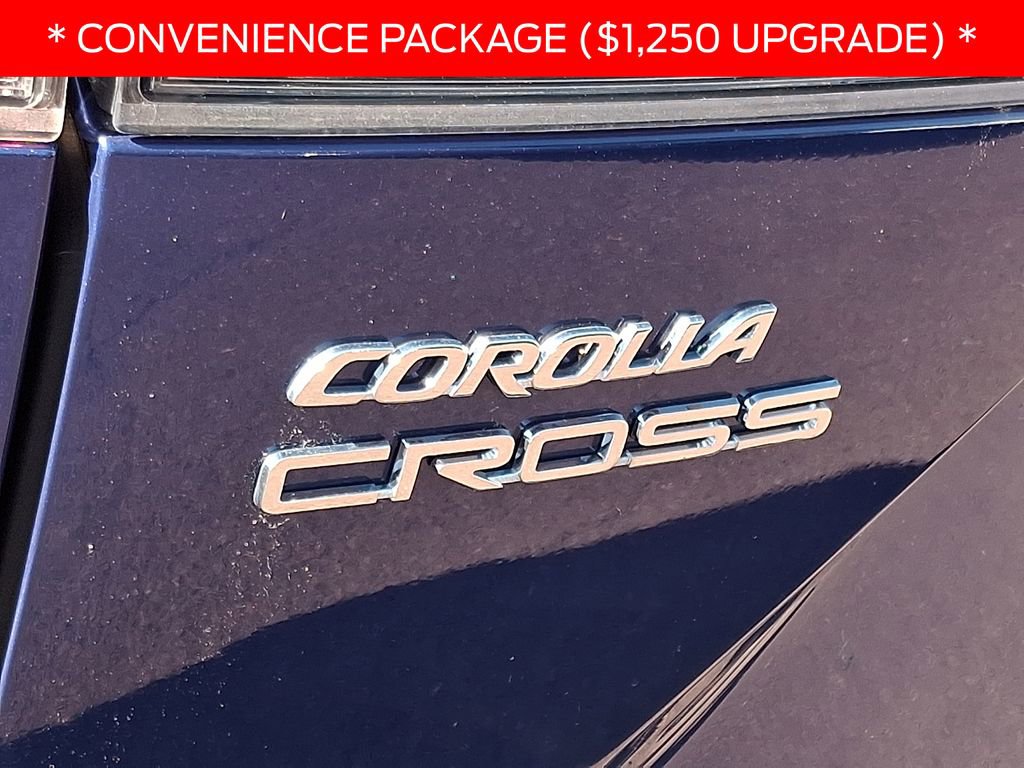 * CONVENIENCE PACKAGE ($1,250 UPGRADE) *
COROLLA
CROSS